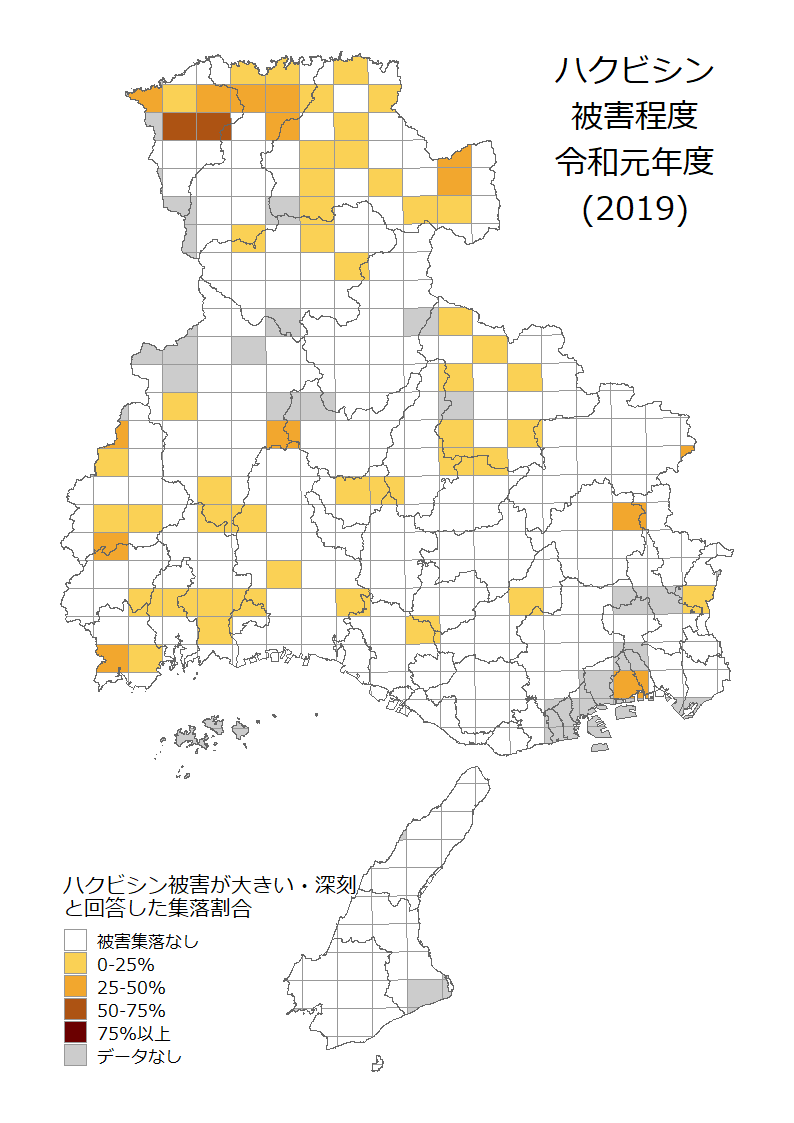 ハクビシン
被害程度
令和元年度
(2019)
ハクビシン被害が大きい・深刻
と回答した集落割合
被害集落なし
0-25%
25-50%
50-75%
75%以上
データなし